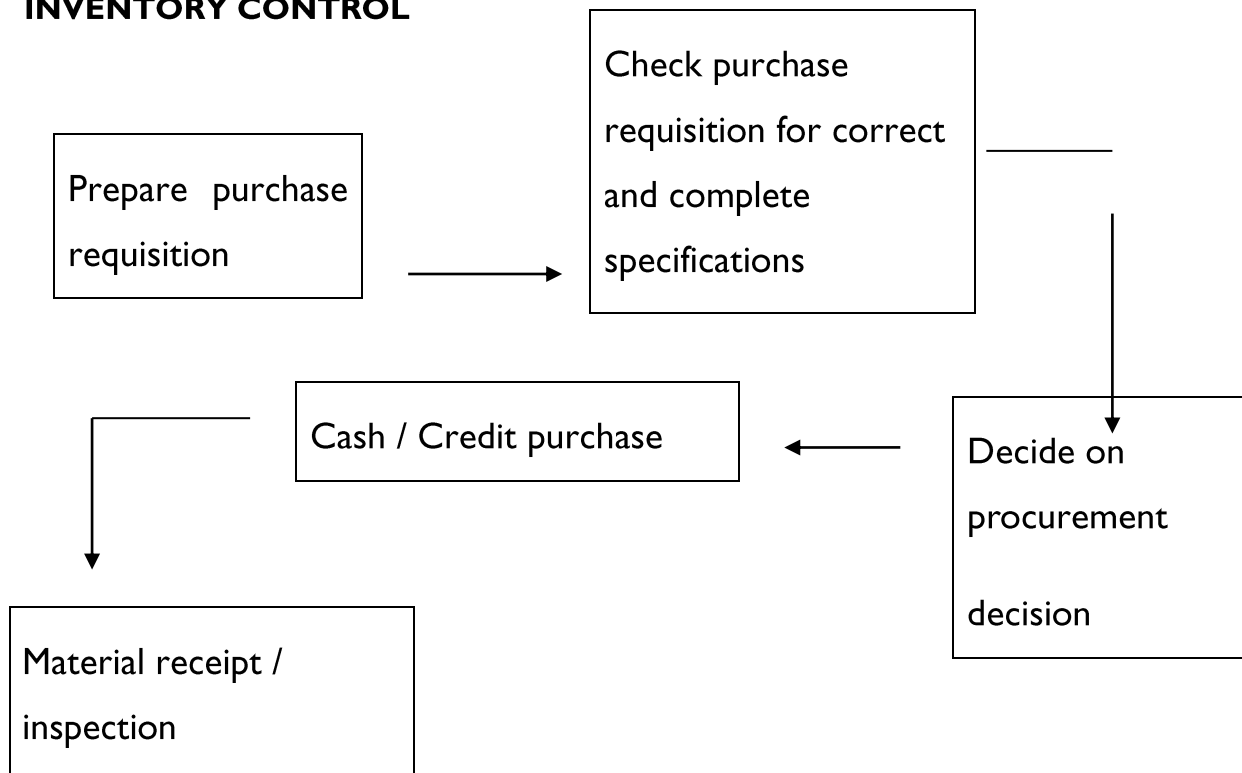 INVENTORY CONTROL
Check purchase
requisition for correct
and complete
specifications
Prepare purchase
requisition
Cash / Credit purchase
Decide on
procurement
decision
Material receipt /
inspection